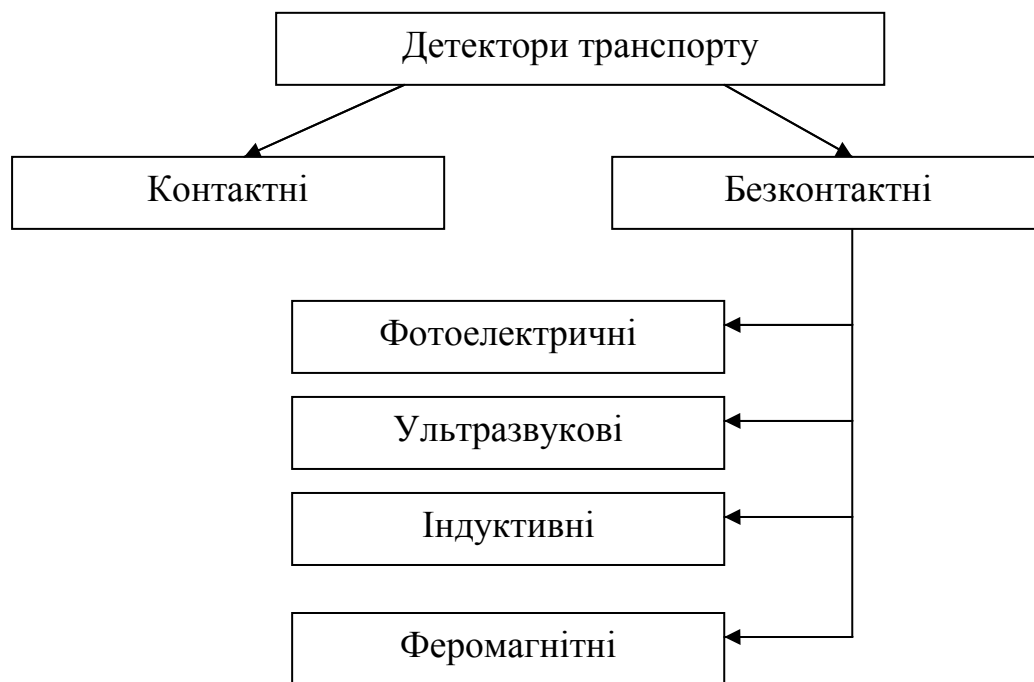 Детектори транспорту
Контактні
Безконтактні
Фотоелектричні
Ультразвукові
Індуктивні
Феромагнітні